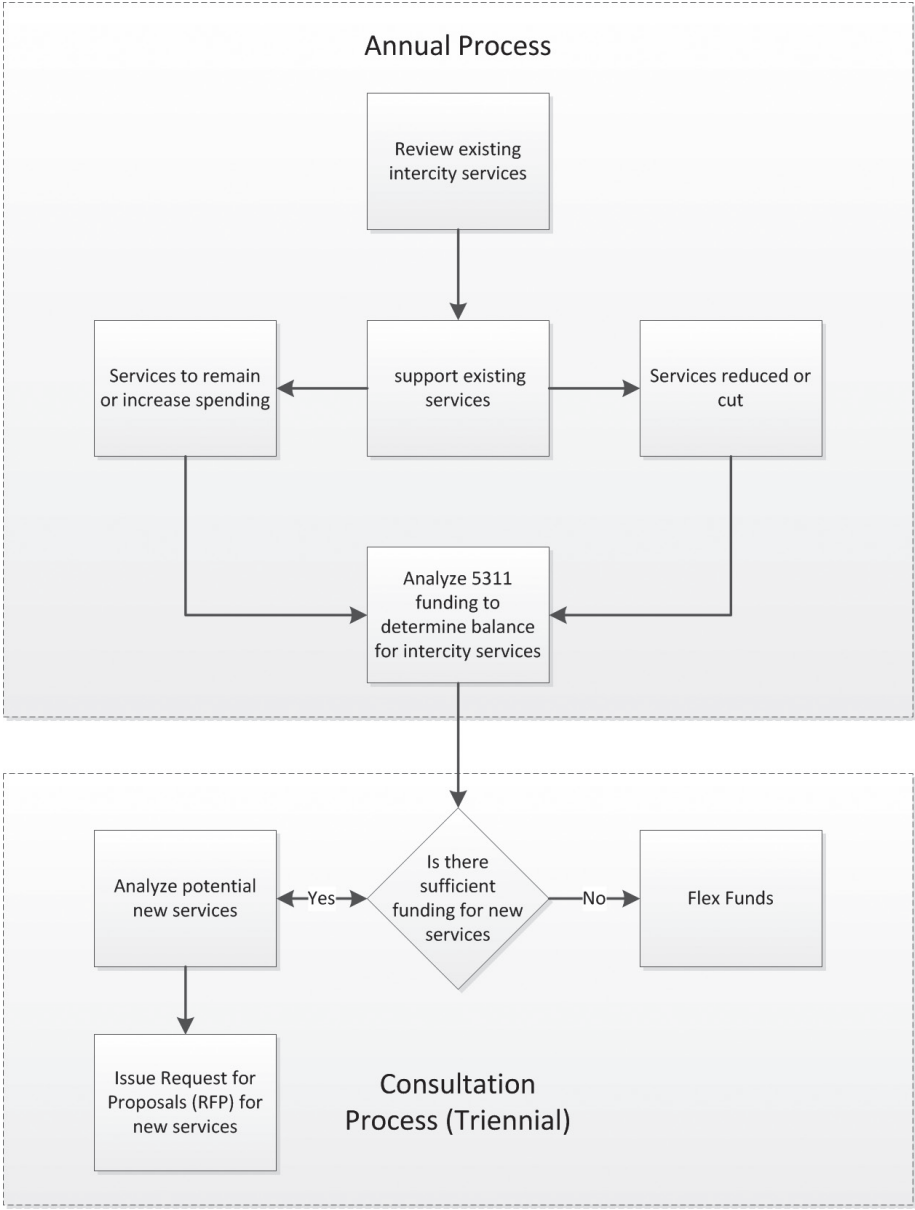 Annual Process
Review existing
intercity services
Services to remain
or increase spending
support existing
services
Services reduced or
cut
Analyze 5311
funding to
determine balance
for intercity services
Analyze potential
new services
Yes
Is there
sufficient
funding for new
services
No
Flex Funds
Issue Request for
Proposals (RFP) for
new services
Consultation
Process (Triennial)